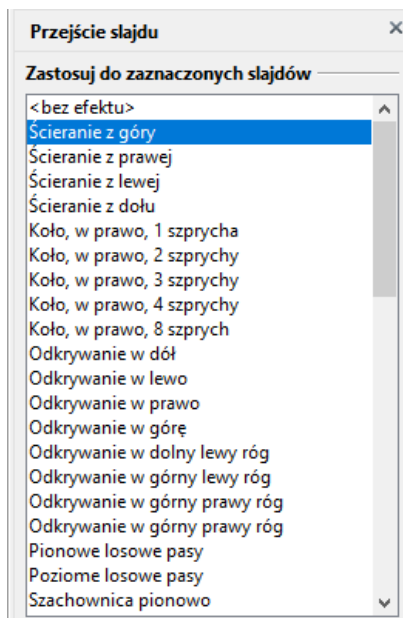 Przejście slajdu
Zastosuj do zaznaczonych slajdów
<bez efektu>
Ścieranie z góry
Ścieranie z prawej
Ścieranie z lewej
Ścieranie z dołu
Koło, w prawo, 1 szprycha
Koło, w prawo, 2 szprychy
Koło, w prawo, 3 szprychy
Koło, w prawo, 4 szprychy
Koło, w prawo, 8 szprych
Odkrywanie w dół
Odkrywanie w lewo
Odkrywanie w prawo
Odkrywanie w górę
Odkrywanie w dolny lewy róg
Odkrywanie w górny lewy róg
Odkrywanie w górny prawy róg
Odkrywanie w górny prawy róg
Pionowe losowe pasy
Poziome losowe pasy
Szachownica pionowo